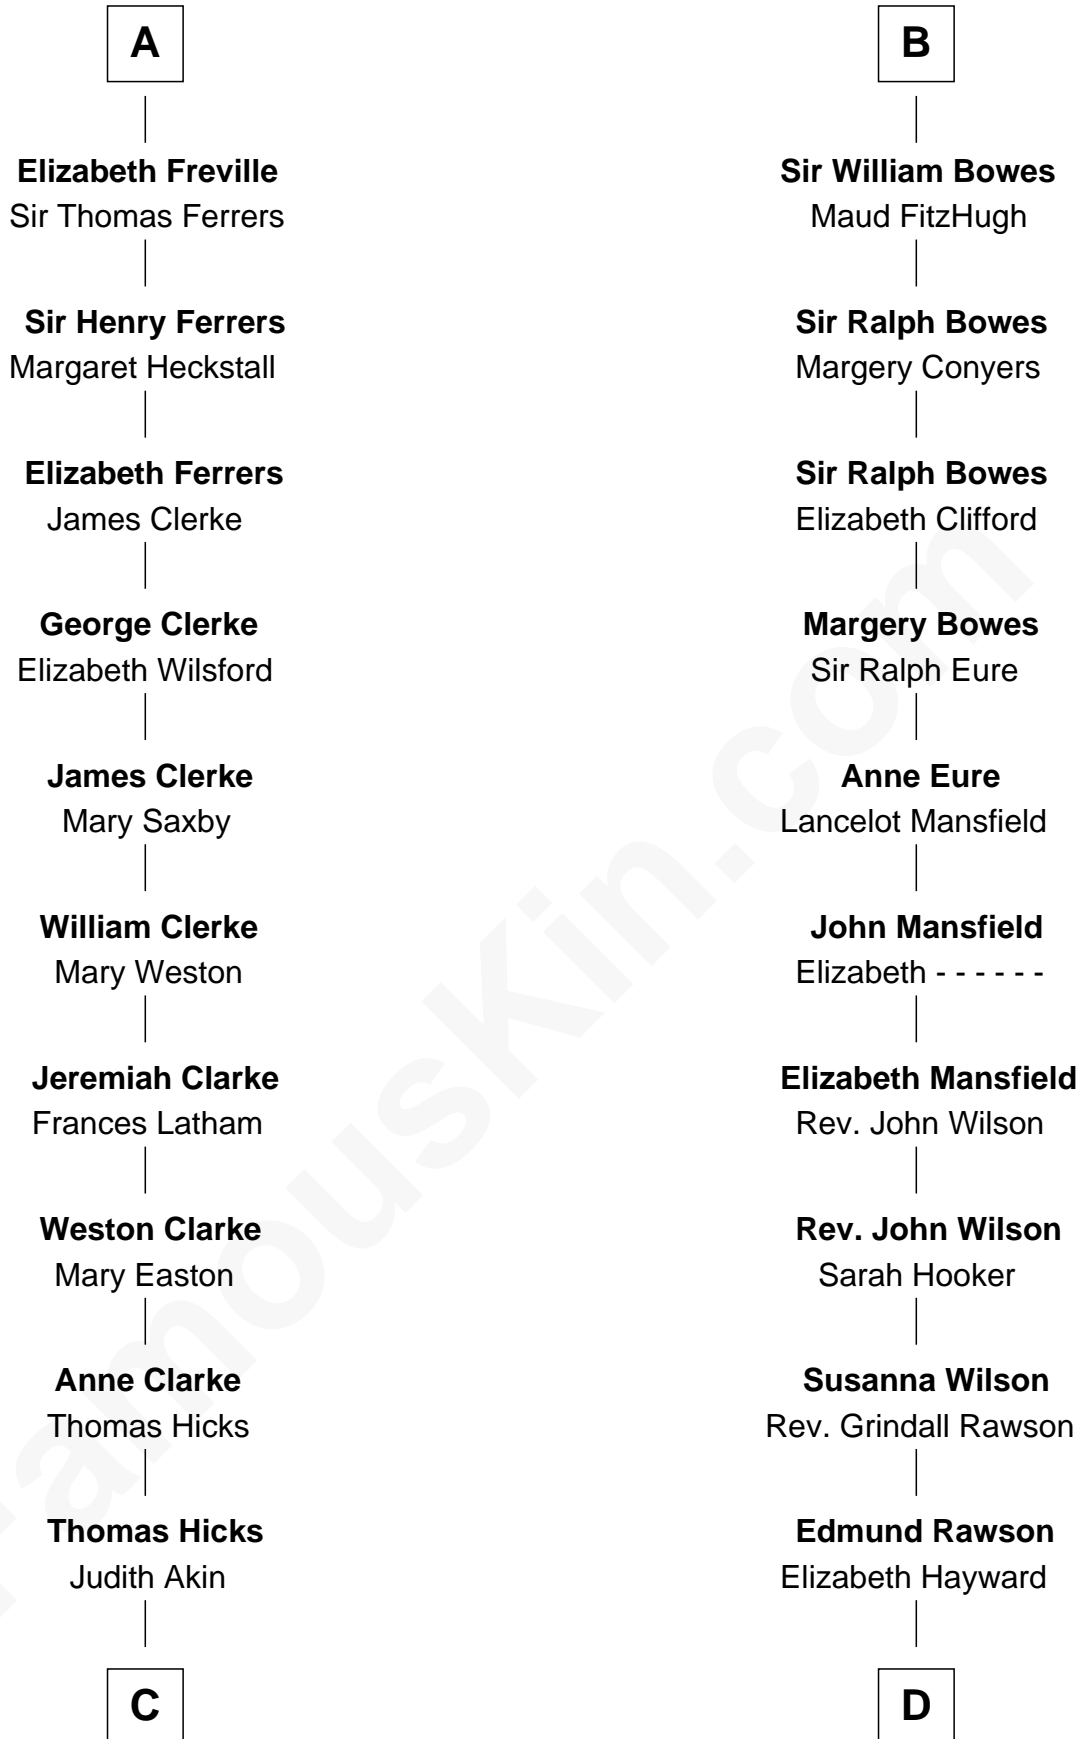 A
Elizabeth Freville
Sir Thomas Ferrers
Sir Henry Ferrers
Margaret Heckstall
Elizabeth Ferrers
James Clerke
George Clerke
Elizabeth Wilsford
James Clerke
Mary Saxby
William Clerke
Mary Weston
Jeremiah Clarke
Frances Latham
Weston Clarke
Mary Easton
Anne Clarke
Thomas Hicks
Thomas Hicks
Judith Akin
C
B
Sir William Bowes
Maud FitzHugh
Sir Ralph Bowes
Margery Conyers
Sir Ralph Bowes
Elizabeth Clifford
Margery Bowes
Sir Ralph Eure
Anne Eure
Lancelot Mansfield
John Mansfield
Elizabeth - - - - - -
Elizabeth Mansfield
Rev. John Wilson
Rev. John Wilson
Sarah Hooker
Susanna Wilson
Rev. Grindall Rawson
Edmund Rawson
Elizabeth Hayward
D
FamousKin.com